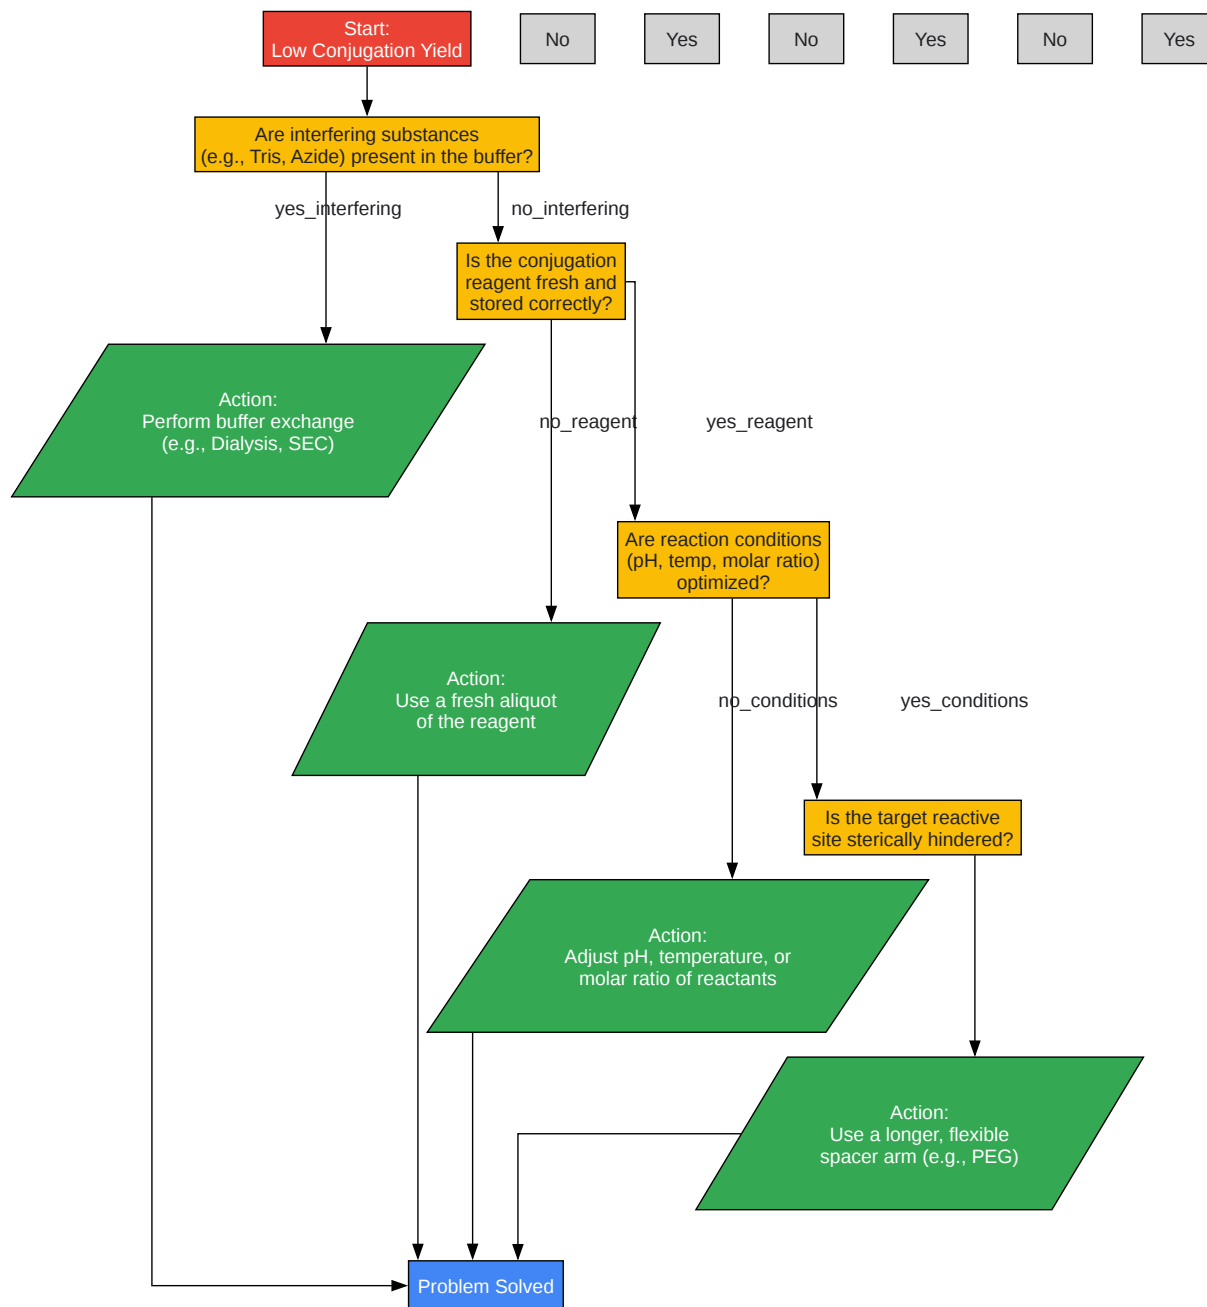 Start:
Low Conjugation Yield
No
Yes
No
Yes
No
Yes
Are interfering substances
(e.g., Tris, Azide) present in the buffer?
yes_interfering
no_interfering
Is the conjugation
reagent fresh and
stored correctly?
Action:
Perform buffer exchange
(e.g., Dialysis, SEC)
no_reagent
yes_reagent
Are reaction conditions
(pH, temp, molar ratio)
optimized?
Action:
Use a fresh aliquot
of the reagent
no_conditions
yes_conditions
Is the target reactive
site sterically hindered?
Action:
Adjust pH, temperature, or
molar ratio of reactants
Action:
Use a longer, flexible
spacer arm (e.g., PEG)
Problem Solved